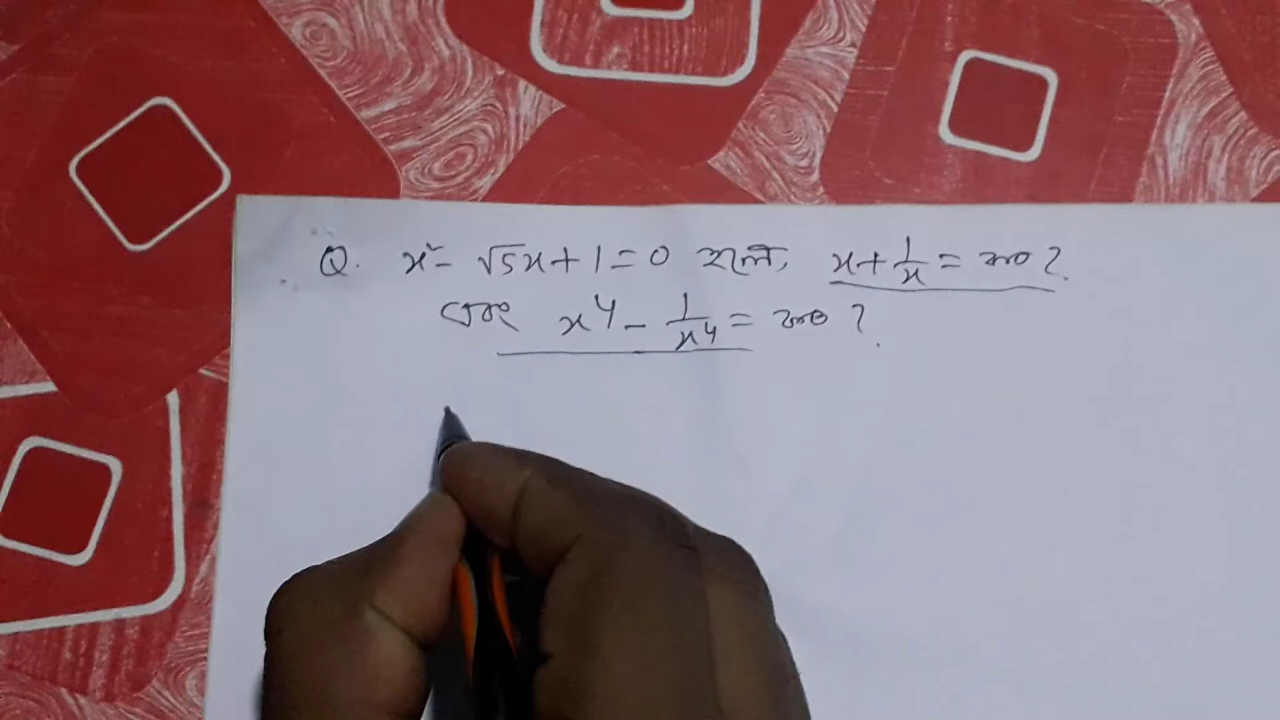 Q. x² - √5x + 1 = 0 হলে, x + 1/x = কত ?
এবং x⁴ - 1/x⁴ = কত ?